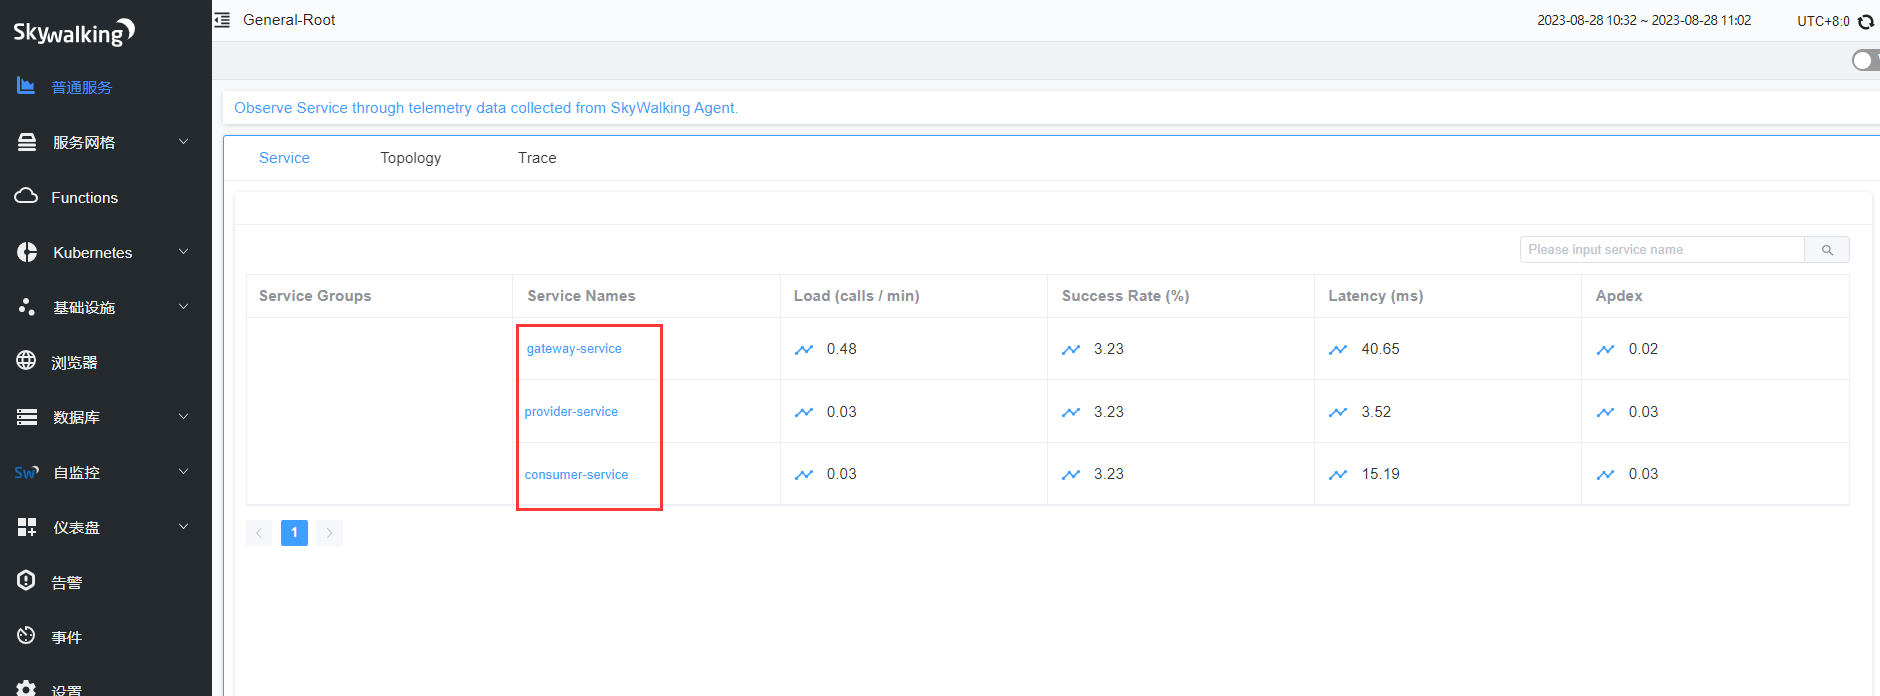 Skywalking
General-Root
2023-08-28 10:32 ~ 2023-08-28 11:02
UTC+8:0
普通服务
服务网格
Functions
Kubernetes
基础设施
浏览器
数据库
Sw
自监控
仪表盘
告警
事件
设置
Observe Service through telemetry data collected from SkyWalking Agent.
Service Topology Trace
Please input service name
Service Groups Service Names Load (calls / min) Success Rate (%) Latency (ms) Apdex
gateway-service 0.48 3.23 40.65 0.02
provider-service 0.03 3.23 3.52 0.03
consumer-service 0.03 3.23 15.19 0.03
1